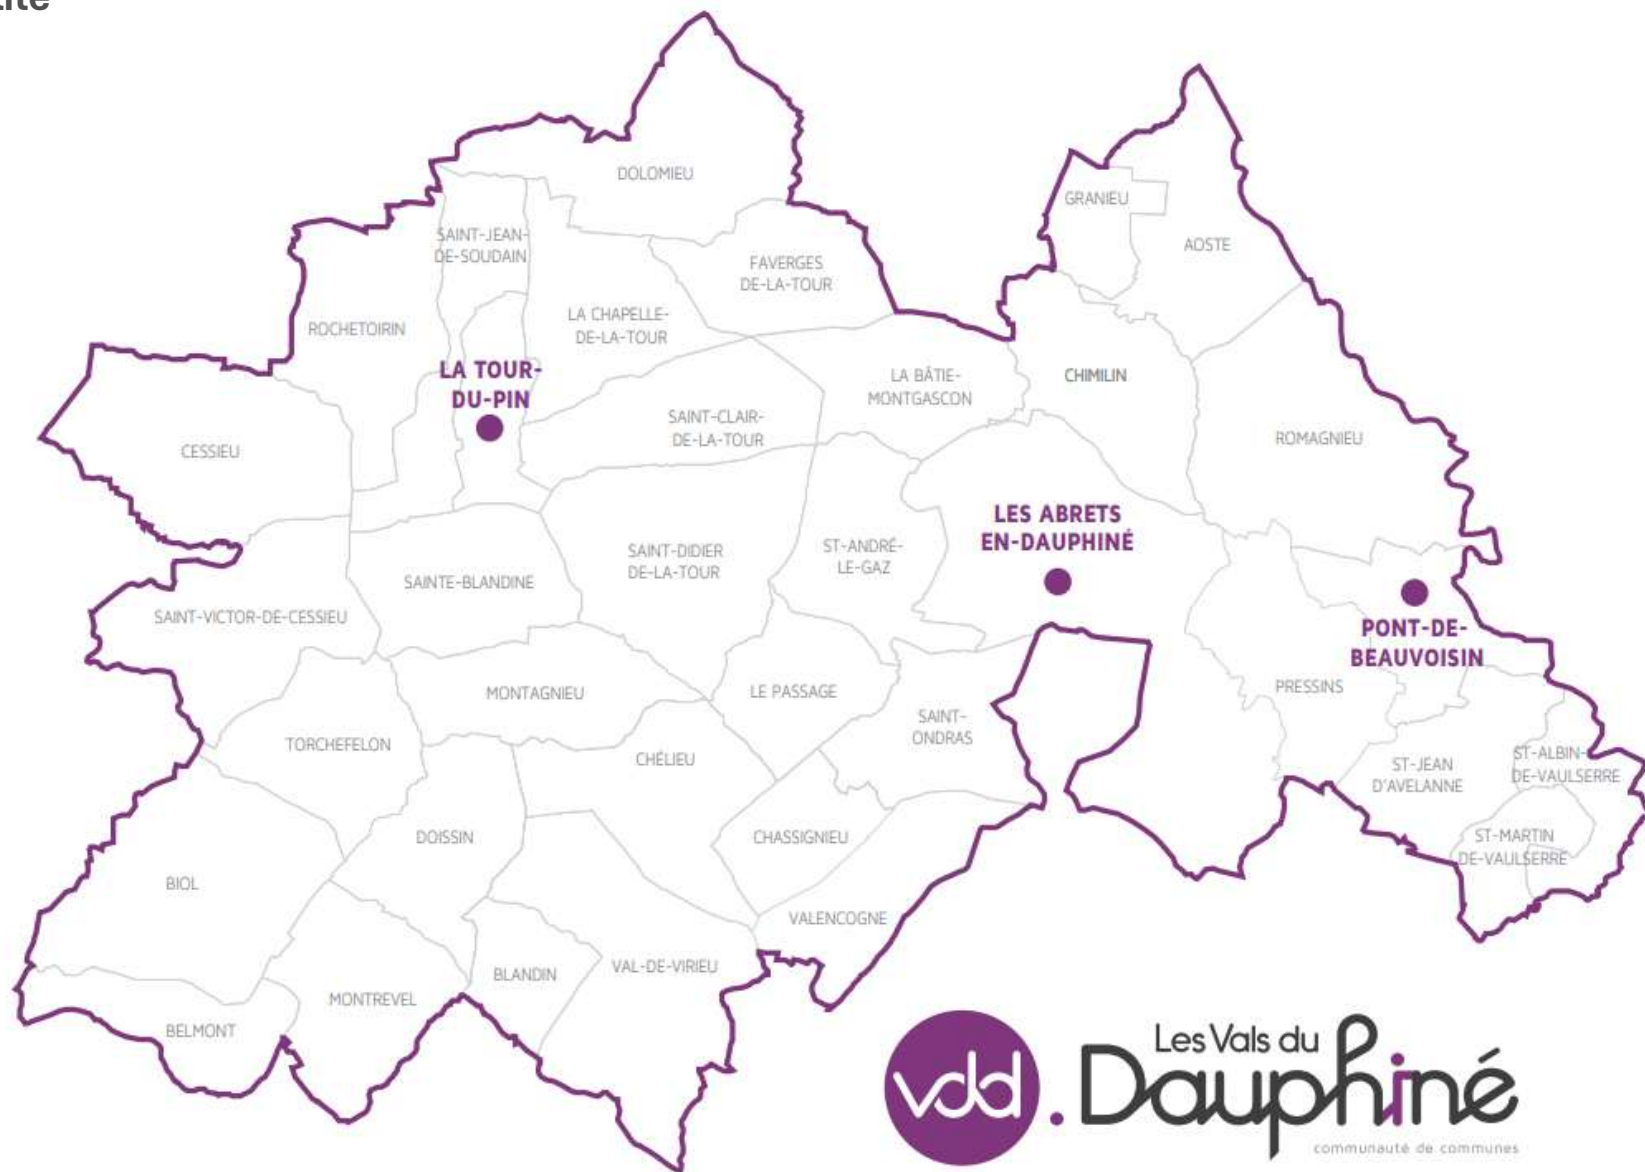 DOLOMIEU
GRANIEU
SAINT-JEAN-
DE-SOUDAIN
AOSTE
FAVERGES
DE-LA-TOUR
ROCHETOIRIN
LA CHAPELLE-
DE-LA-TOUR
LA TOUR-
DU-PIN
LA BÂTIE-
MONTGASCON
CHIMILIN
SAINT-CLAIR-
DE-LA-TOUR
CESSIEU
ROMAGNIEU
LES ABRETS
EN-DAUPHINÉ
SAINT-DIDIER
DE-LA-TOUR
ST-ANDRÉ-
LE-GAZ
SAINTE-BLANDINE
SAINT-VICTOR-DE-CESSIEU
PONT-DE-
BEAUVOISIN
MONTAGNIEU
LE PASSAGE
PRESSINS
SAINT-
ONDRAS
TORCHEFELON
CHÉLIEU
ST-JEAN
D'AVELANNE
ST-ALBIN-
DE-VAULSERRE
DOISSIN
CHASSIGNIEU
ST-MARTIN
DE-VAULSERRE
BIOL
VALENCOGNE
BLANDIN
VAL-DE-VIRIEU
MONTREVEL
BELMONT
vdd
Les Vals du
Dauphiné
communauté de communes